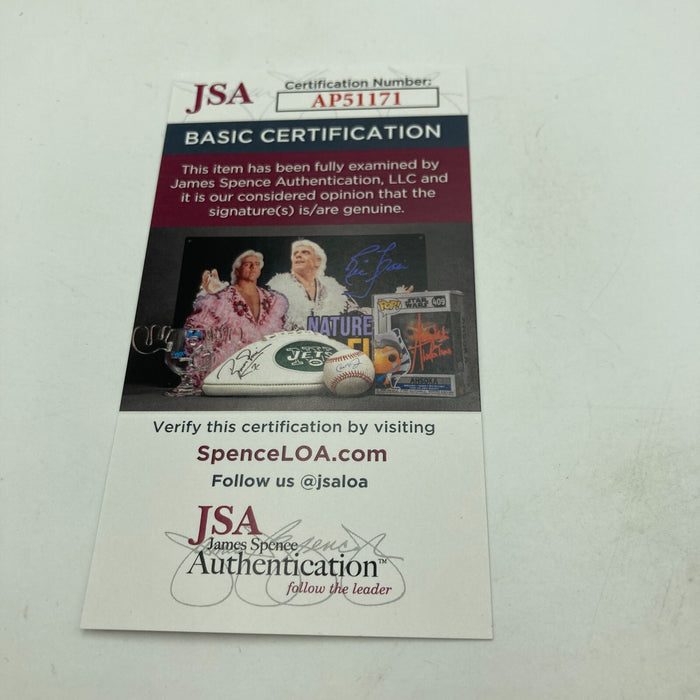 JSA
Certification Number:
AP51171
BASIC CERTIFICATION
This item has been fully examined by
James Spence Authentication, LLC and
it is our considered opinion that the
signature(s) is/are genuine.
NATURE
JETS
POP!
STAR WARS
409
AHSOKA
Verify this certification by visiting
SpenceLOA.com
Follow us @jsaloa
JSA
James Spence
Authentication™
follow the leader